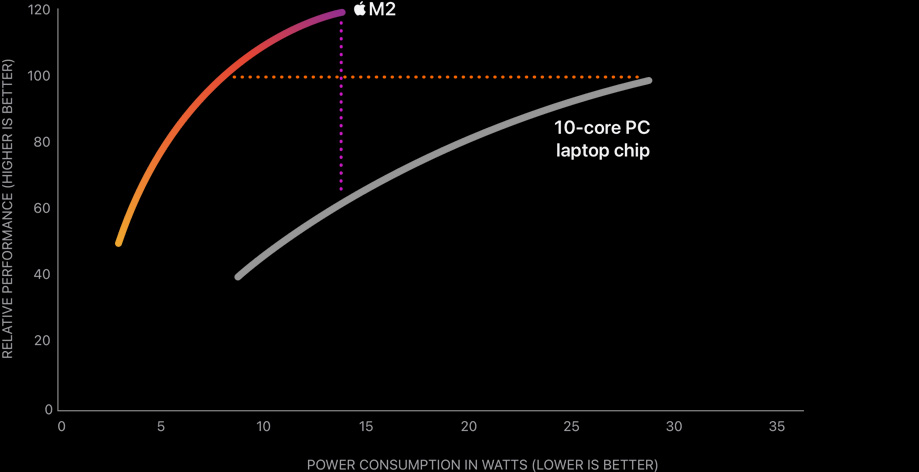 120
M2
100
80
60
40
20
0
RELATIVE PERFORMANCE (HIGHER IS BETTER)
10-core PC
laptop chip
0 5 10 15 20 25 30 35
POWER CONSUMPTION IN WATTS (LOWER IS BETTER)